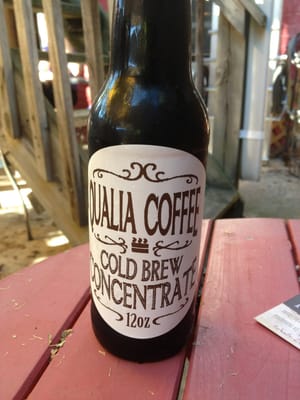 QUALIA COFFEE
COLD BREW
CONCENTRATE
12oz